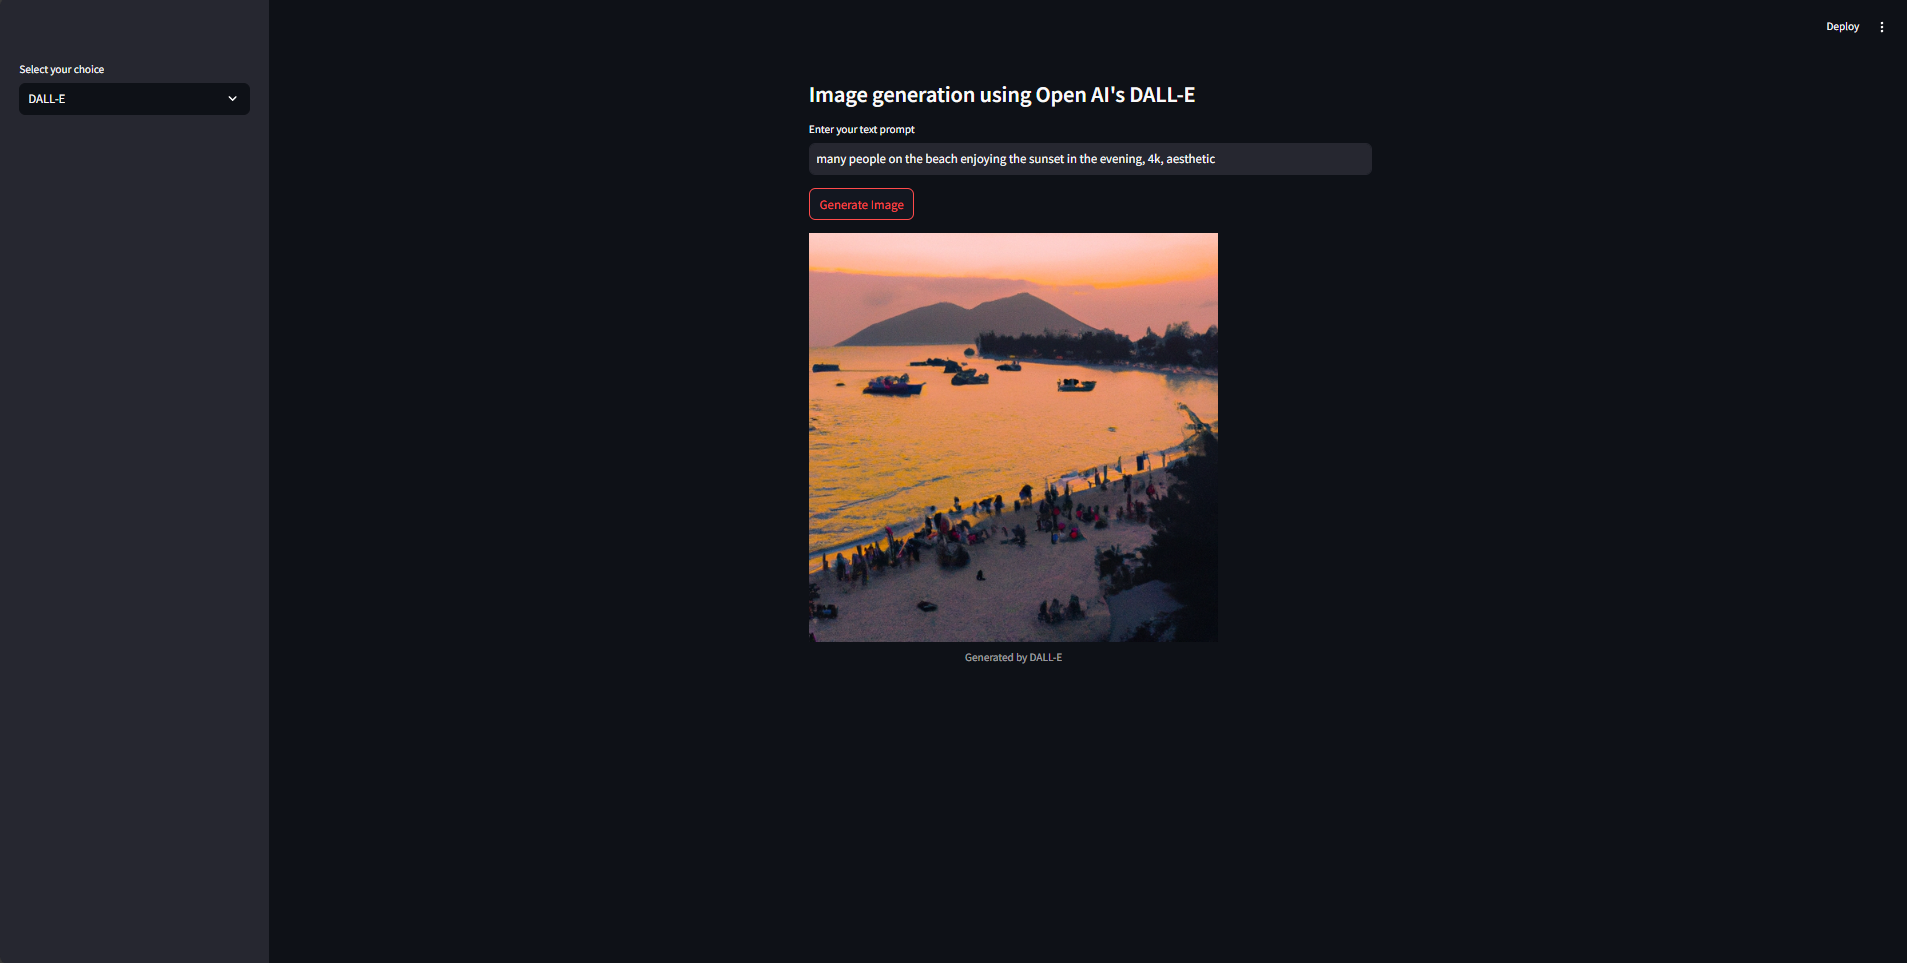 Deploy
Select your choice
DALL-E
Image generation using Open AI's DALL-E
Enter your text prompt
many people on the beach enjoying the sunset in the evening, 4k, aesthetic
Generate Image
Generated by DALL-E